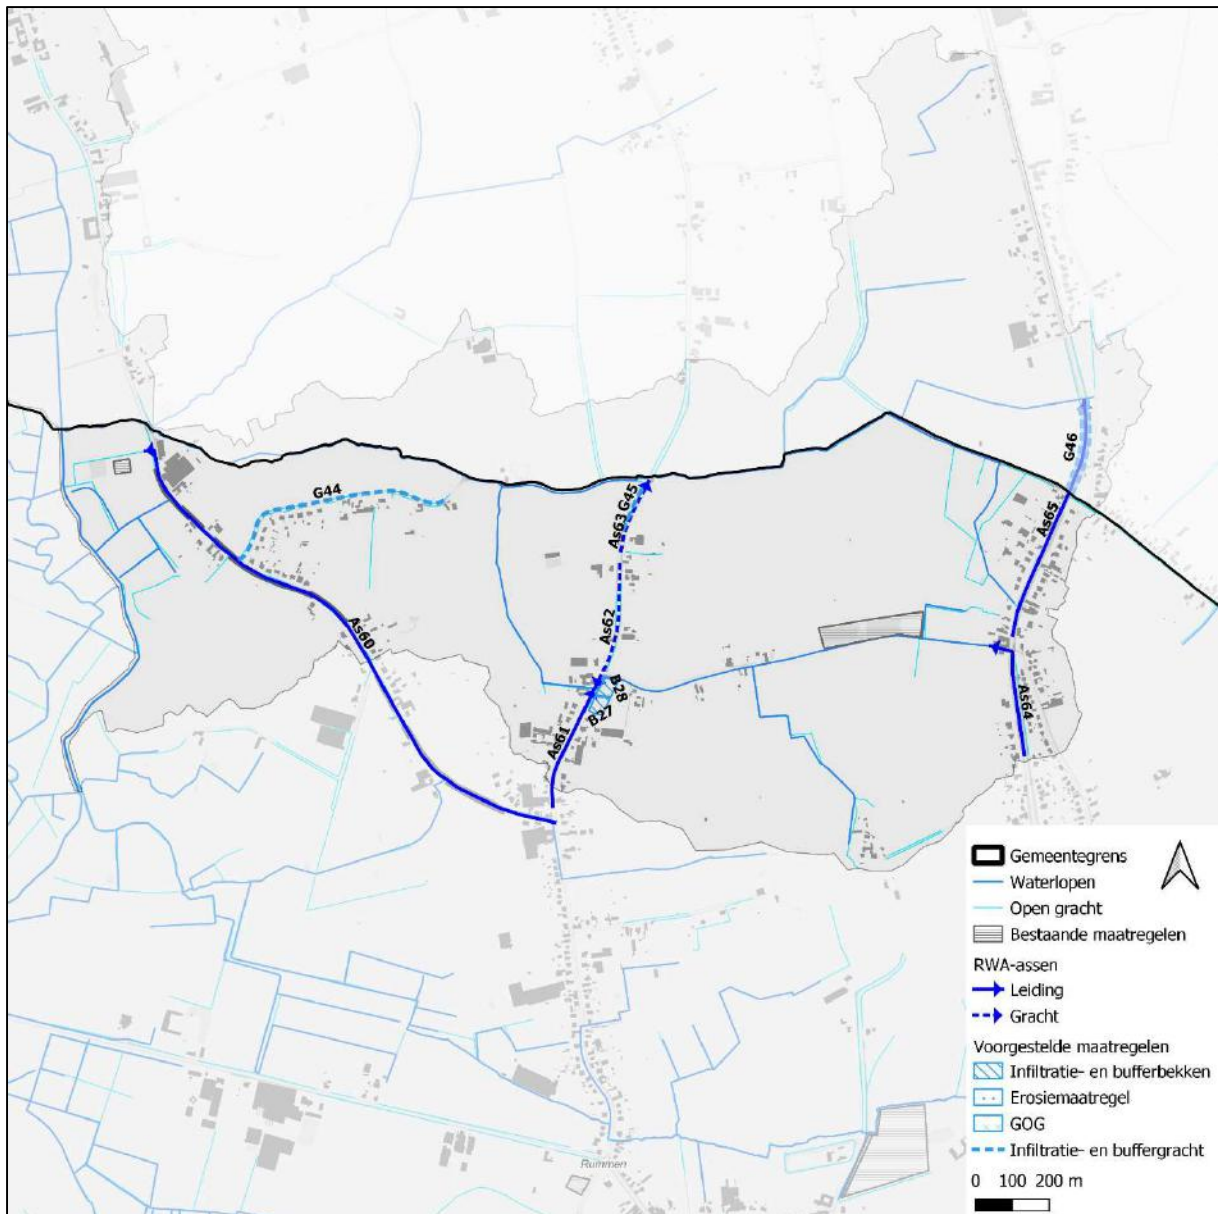 G46
G44
As65
As63 G45
As60
As62
B28
B27
As61
As64
Gemeentegrens
Waterlopen
Open gracht
Bestaande maatregelen
RWA-assen
Leiding
Gracht
Voorgestelde maatregelen
Infiltratie- en bufferbekken
Erosiemaatregel
GOG
Infiltratie- en buffergracht
Rummen
0 100 200 m